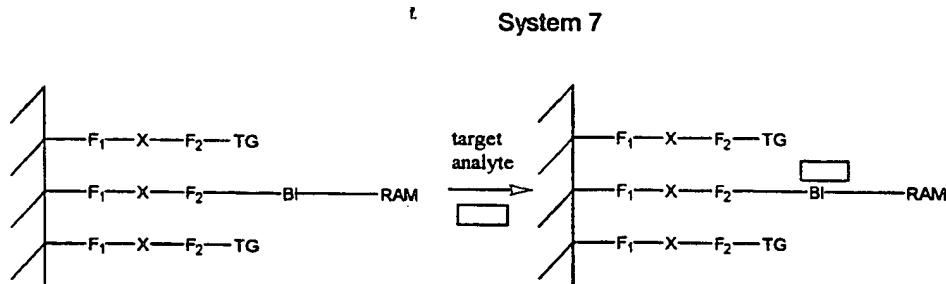 System 7
F₁—X—F₂—TG
F₁—X—F₂—BI—RAM
F₁—X—F₂—TG
target
analyte
F₁—X—F₂—TG
F₁—X—F₂—BI—RAM
F₁—X—F₂—TG